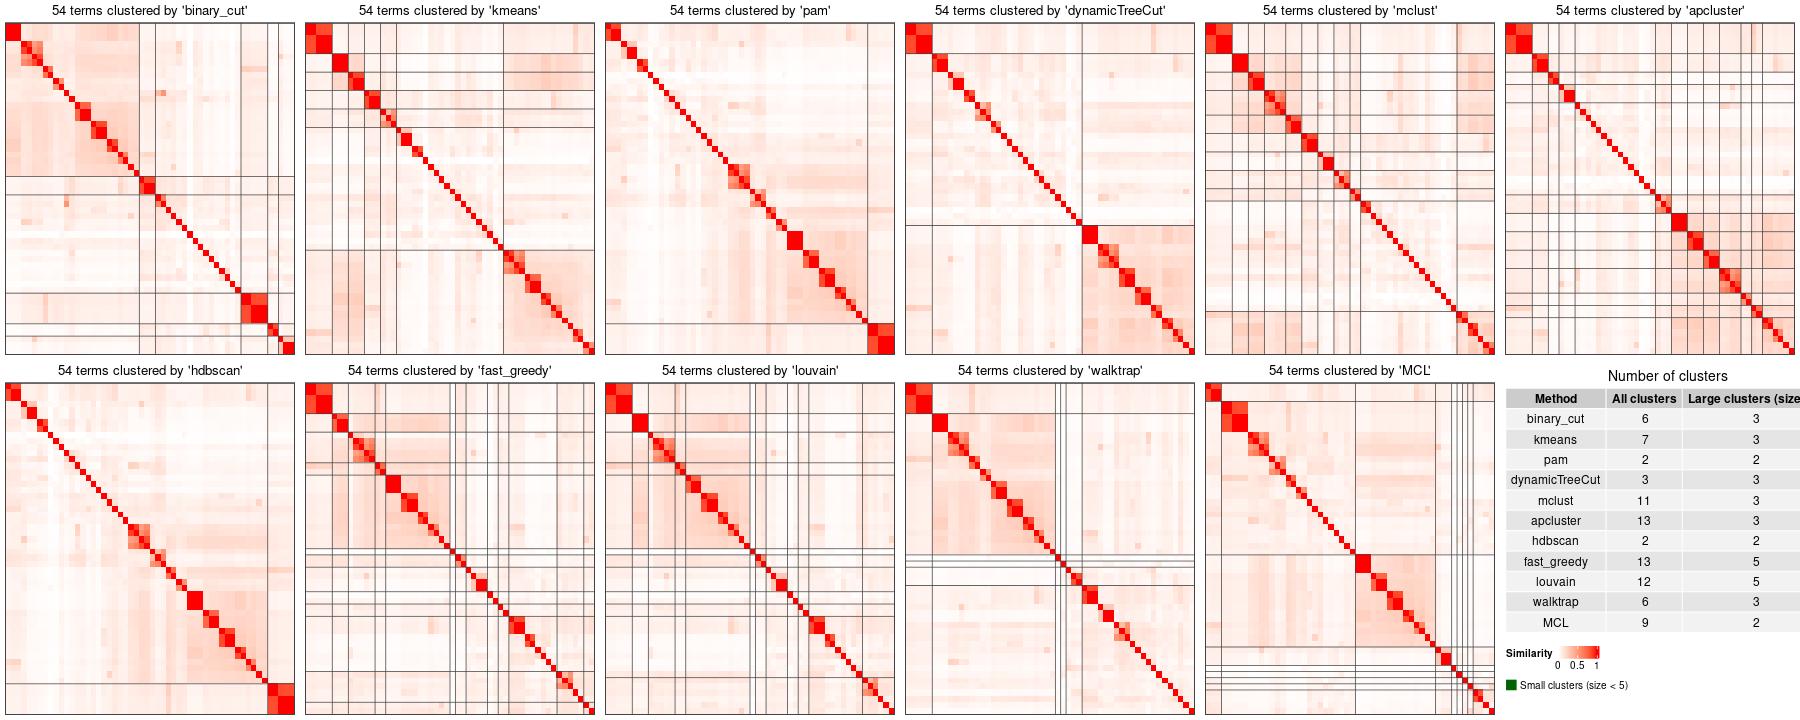 54 terms clustered by 'binary_cut'
54 terms clustered by 'kmeans'
54 terms clustered by 'pam'
54 terms clustered by 'dynamicTreeCut'
54 terms clustered by 'mclust'
54 terms clustered by 'apcluster'
54 terms clustered by 'hdbscan'
54 terms clustered by 'fast_greedy'
54 terms clustered by 'louvain'
54 terms clustered by 'walktrap'
54 terms clustered by 'MCL'
Number of clusters
Method All clusters Large clusters (size
binary_cut 6 3
kmeans 7 3
pam 2 2
dynamicTreeCut 3 3
mclust 11 3
apcluster 13 3
hdbscan 2 2
fast_greedy 13 5
louvain 12 5
walktrap 6 3
MCL 9 2
Similarity
0 0.5 1
Small clusters (size < 5)